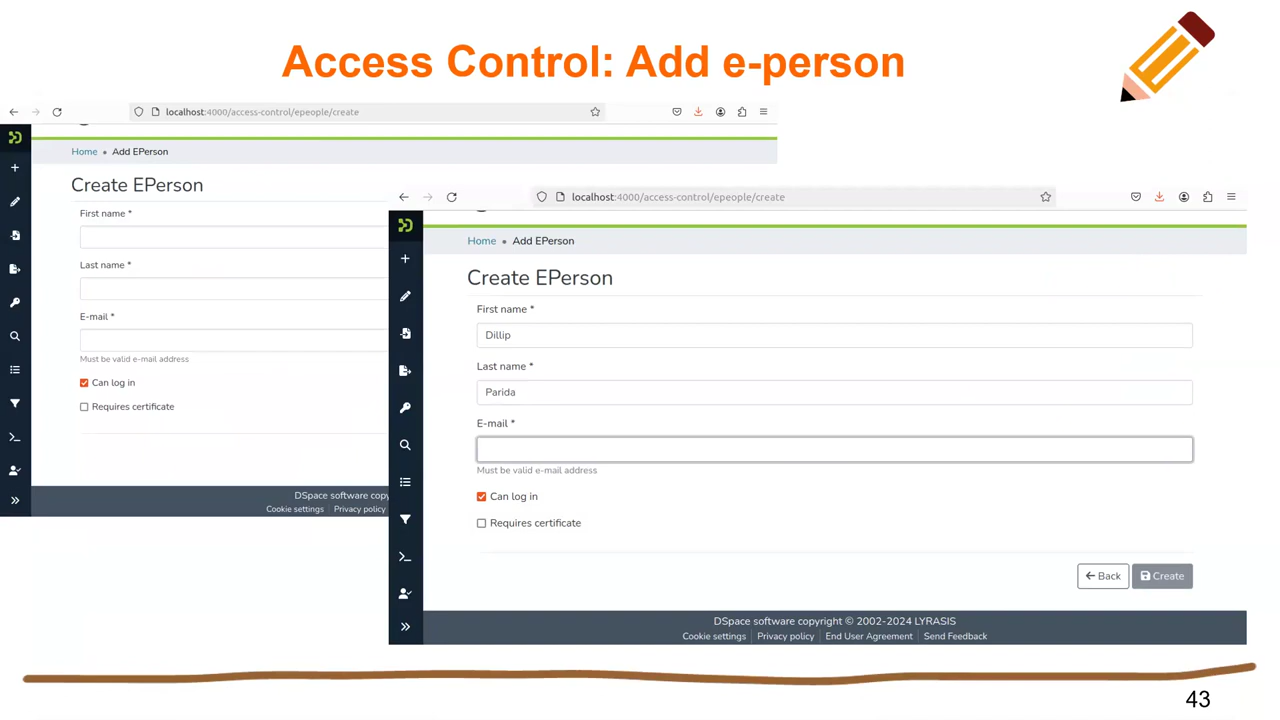 Access Control: Add e-person
localhost:4000/access-control/epeople/create
Home • Add EPerson
Create EPerson
First name *
Last name *
E-mail *
Must be valid e-mail address
Can log in
Requires certificate
DSpace software copy
Cookie settings Privacy policy
localhost:4000/access-control/epeople/create
Home • Add EPerson
Create EPerson
First name *
Dillip
Last name *
Parida
E-mail *
Must be valid e-mail address
Can log in
Requires certificate
Back Create
DSpace software copyright © 2002-2024 LYRASIS
Cookie settings Privacy policy End User Agreement Send Feedback
43